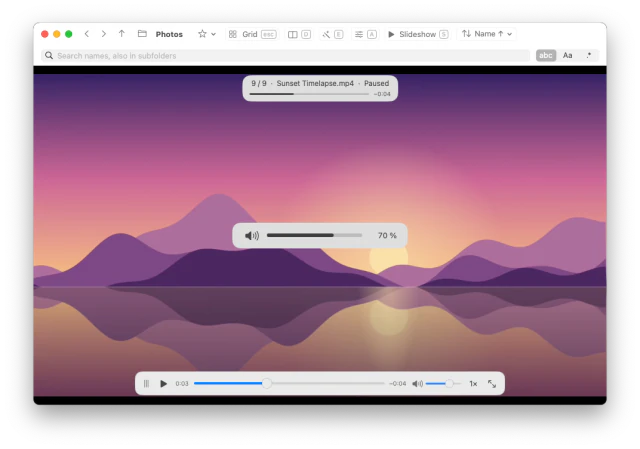 Photos Grid esc D E A Slideshow S Name
Search names, also in subfolders abc Aa .*
9 / 9 · Sunset Timelapse.mp4 · Paused
−0:04
70 %
0:03 −0:04 1x